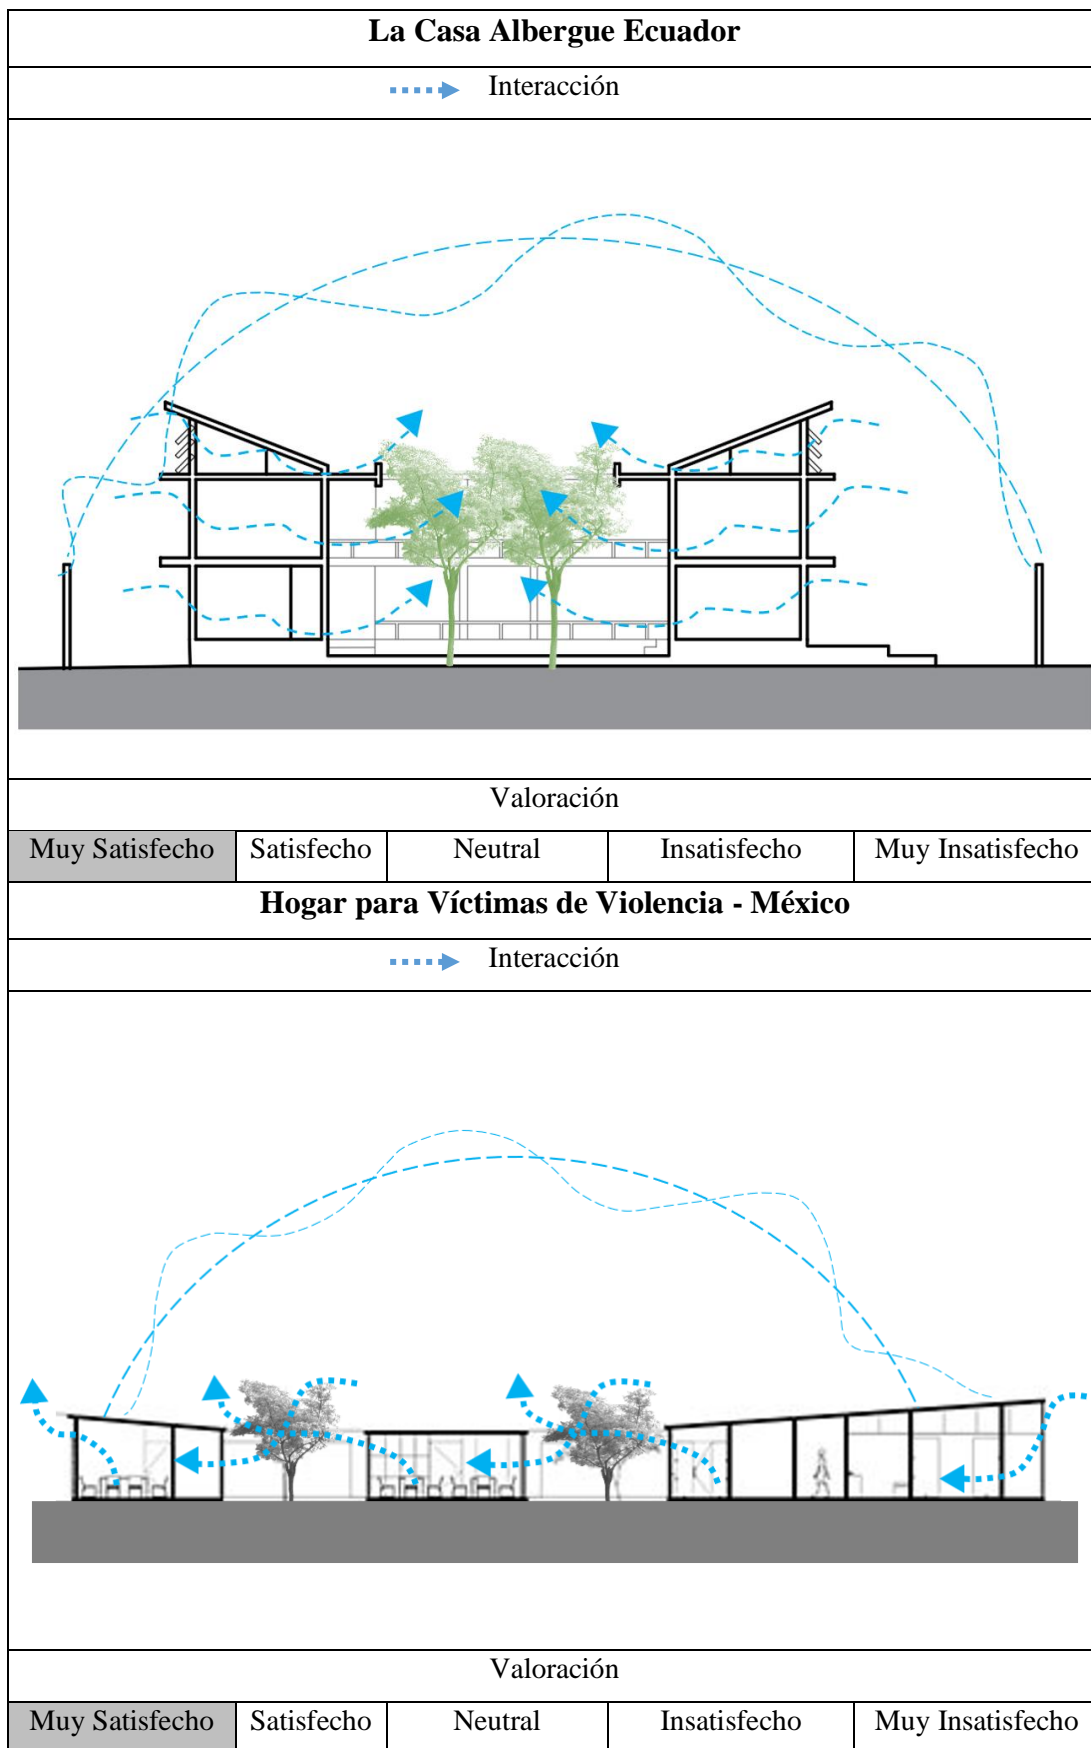 La Casa Albergue Ecuador
Interacción
Valoración
Muy Satisfecho Satisfecho Neutral Insatisfecho Muy Insatisfecho
Hogar para Víctimas de Violencia - México
Interacción
Valoración
Muy Satisfecho Satisfecho Neutral Insatisfecho Muy Insatisfecho